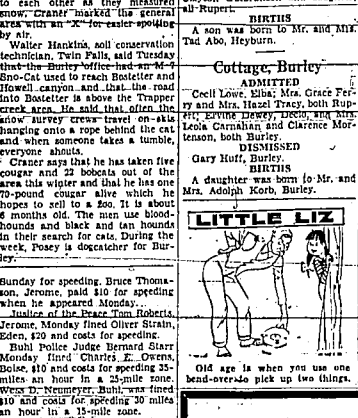 to each other as they measured
snow, Craner marked the general
area with an "X" for easier spotting
by air.
Walter Hankins, soil conservation
technician, Twin Falls, said Tuesday
that the Burley office had an M-7
Sno-Cat used to reach Bostetter and
Howell canyon and that the road
into Bostetter is above the Trapper
creek area. He said that often the
snow survey crews travel on skis
hanging onto a rope behind the cat
and when someone takes a tumble,
everyone shouts.
Craner says that he has taken five
cougar and 22 bobcats out of the
area this winter and that he has one
70-pound cougar alive which he
hopes to sell to a zoo. It is about
6 months old. The men use blood-
hounds and black and tan hounds
in their search for cats. During the
week, Posey is dogcatcher for Bur-
ley.
Sunday for speeding. Bruce Thoma-
son, Jerome, paid $10 for speeding
when he appeared Monday.
Justice of the Peace Tom Roberts,
Jerome, Monday fined Oliver Strain,
Eden, $20 and costs for speeding.
Buhl Police Judge Bernard Starr
Monday fined Charles E. Owens,
Boise, $10 and costs for speeding 35
miles an hour in a 25-mile zone.
Wess D. Neumeyer, Buhl, was fined
$10 and costs for speeding 30 miles
an hour in a 15-mile zone.
all Rupert.
BIRTHS
A son was born to Mr. and Mrs.
Tad Abo, Heyburn.
Cottage, Burley
ADMITTED
Cecil Lowe, Elba; Mrs. Grace Fer-
ry and Mrs. Hazel Tracy, both Rup-
ert; Ervine Dewey, Declo, and Mrs.
Leola Carnahan and Clarence Mor-
tenson, both Burley.
DISMISSED
Gary Huff, Burley.
BIRTHS
A daughter was born to Mr. and
Mrs. Adolph Korb, Burley.
LITTLE LIZ
Old age is when you use one
bend-over to pick up two things.